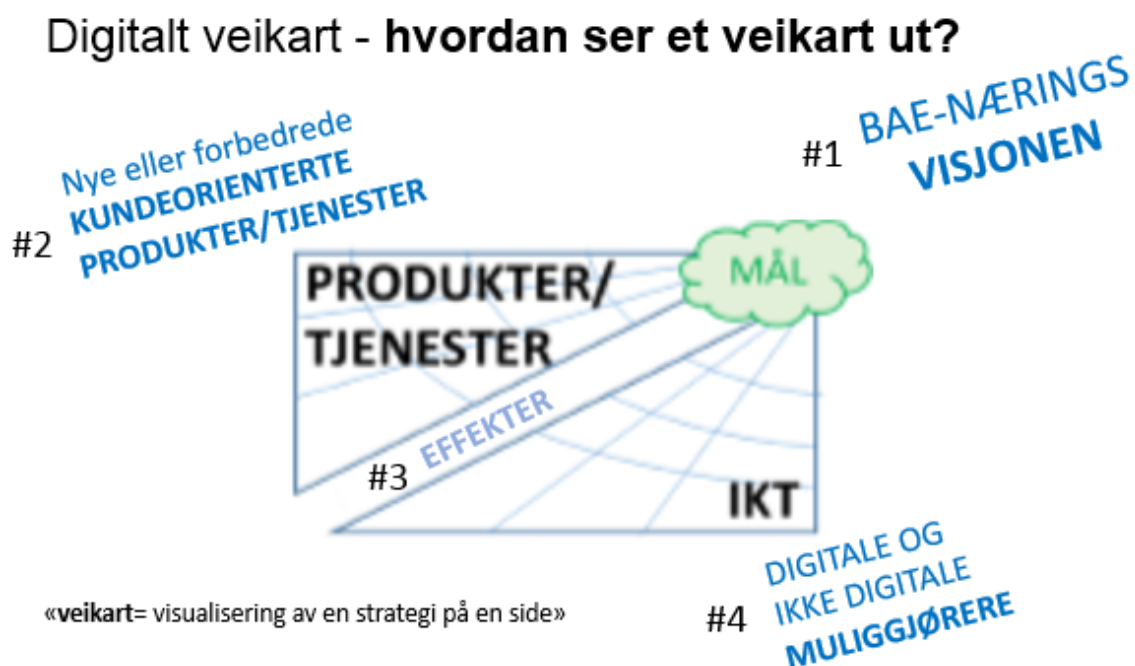 Digitalt veikart - hvordan ser et veikart ut?
#1
BAE-NÆRINGS
VISJONEN
#2
Nye eller forbedrede
KUNDEORIENTERTE
PRODUKTER/TJENESTER
PRODUKTER/
TJENESTER
MÅL
#3
EFFEKTER
IKT
#4
DIGITALE OG
IKKE DIGITALE
MULIGGJØRERE
«veikart= visualisering av en strategi på en side»